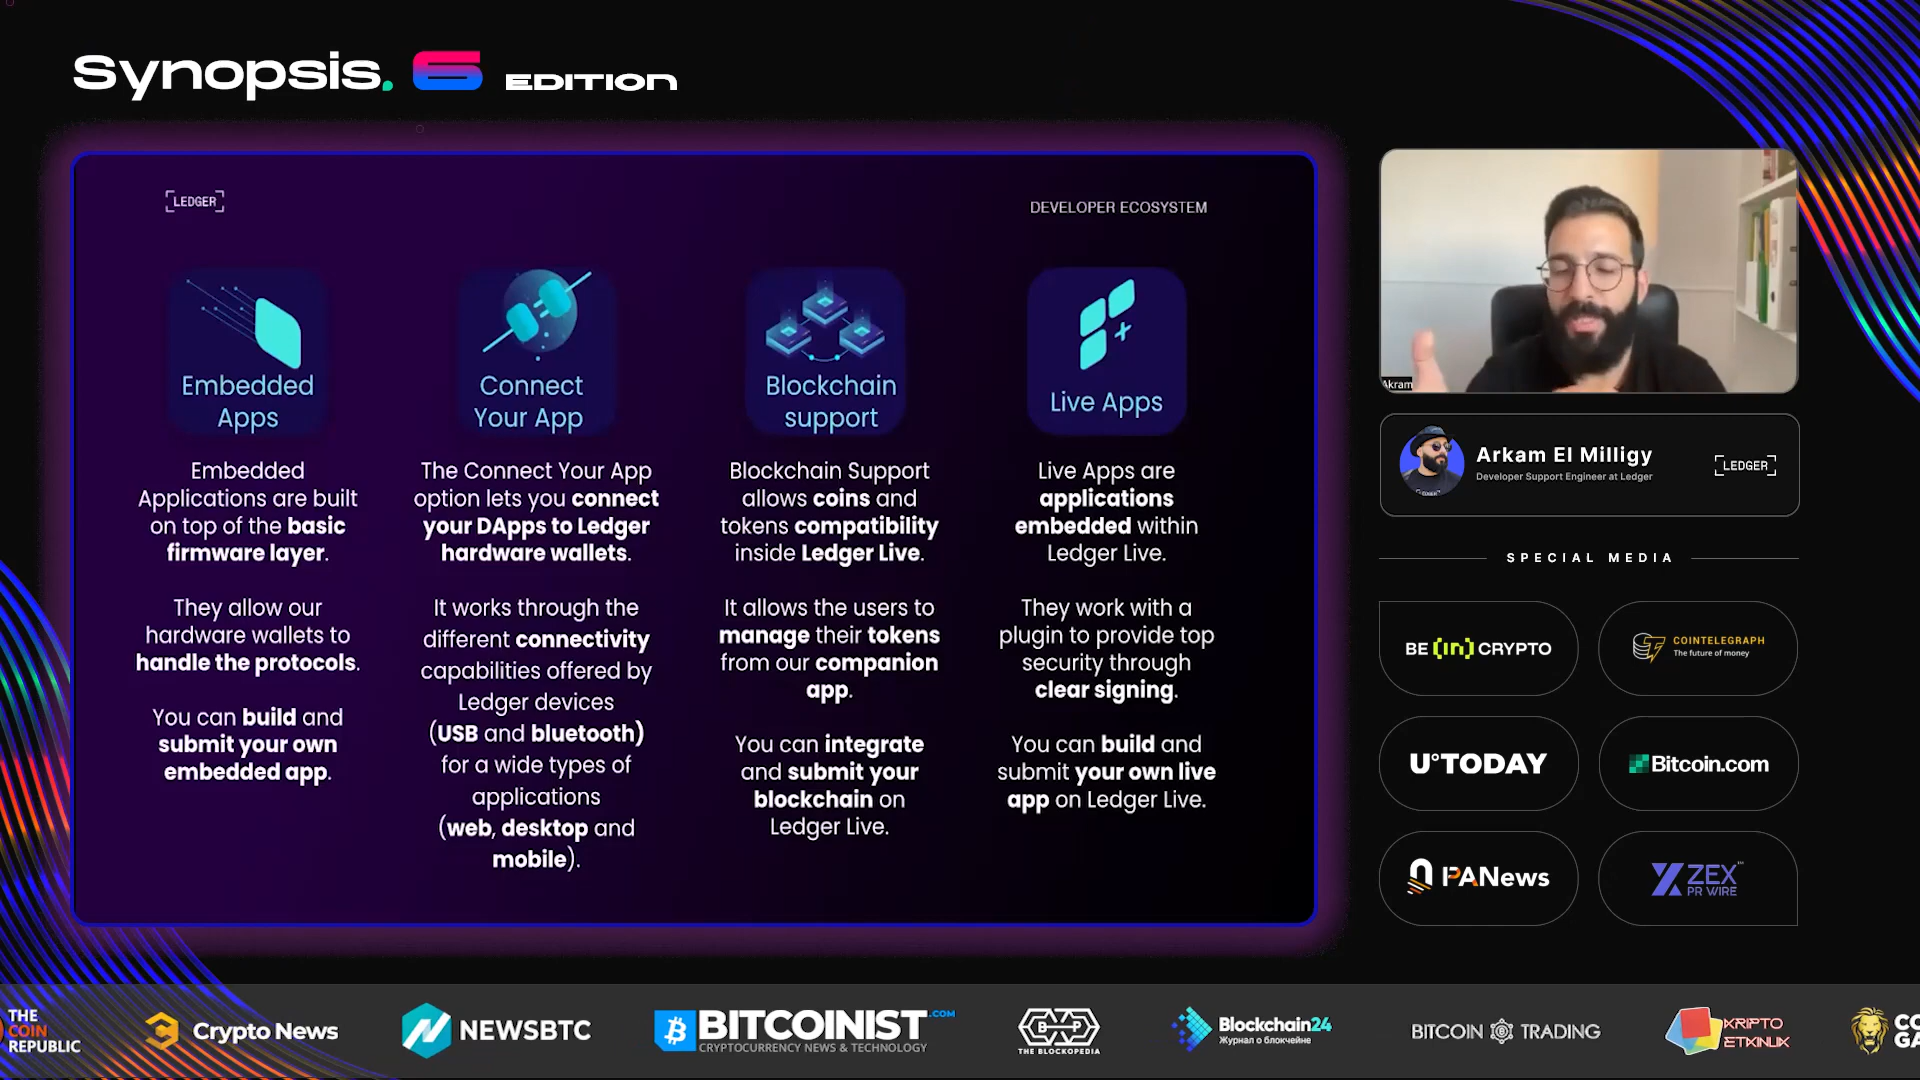 Synopsis. 6 EDITION
LEDGER
DEVELOPER ECOSYSTEM
Embedded
Apps
Embedded
Applications are built
on top of the basic
firmware layer.
They allow our
hardware wallets to
handle the protocols.
You can build and
submit your own
embedded app.
Connect
Your App
The Connect Your App
option lets you connect
your DApps to Ledger
hardware wallets.
It works through the
different connectivity
capabilities offered by
Ledger devices
(USB and bluetooth)
for a wide types of
applications
(web, desktop and
mobile).
Blockchain
support
Blockchain Support
allows coins and
tokens compatibility
inside Ledger Live.
It allows the users to
manage their tokens
from our companion
app.
You can integrate
and submit your
blockchain on
Ledger Live.
Live Apps
Live Apps are
applications
embedded within
Ledger Live.
They work with a
plugin to provide top
security through
clear signing.
You can build and
submit your own live
app on Ledger Live.
Akram
Arkam El Milligy
Developer Support Engineer at Ledger
LEDGER
SPECIAL MEDIA
BE[IN]CRYPTO
COINTELEGRAPH
The future of money
U°TODAY
Bitcoin.com
PANews
ZEX
PR WIRE
THE
COIN
REPUBLIC
Crypto News
NEWSBTC
BITCOINIST.COM
CRYPTOCURRENCY NEWS & TECHNOLOGY
B P
THE BLOCKOPEDIA
Blockchain24
Журнал о блокчейне
BITCOIN TRADING
KRIPTO
ETKINLIK
CO
GA